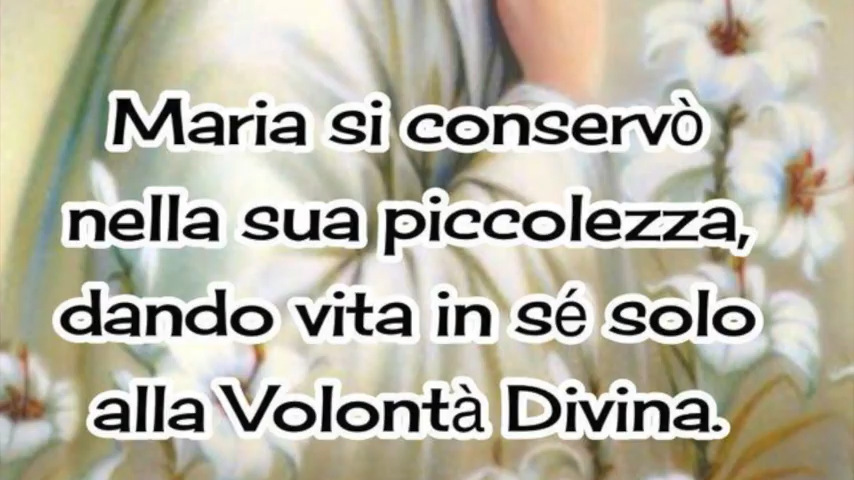 Maria si conservò
nella sua piccolezza,
dando vita in sé solo
alla Volontà Divina.